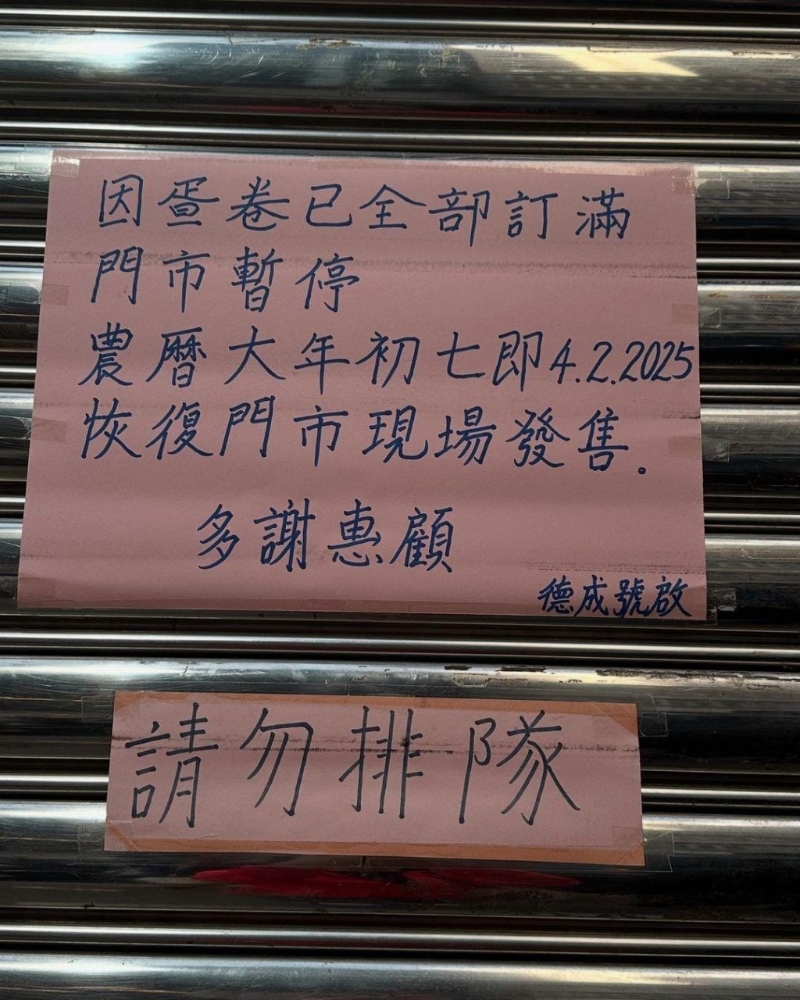 因蛋卷已全部訂滿
門市暫停
農曆大年初七即4.2.2025
恢復門市現場發售.
多謝惠顧
德成號啟
請勿排隊